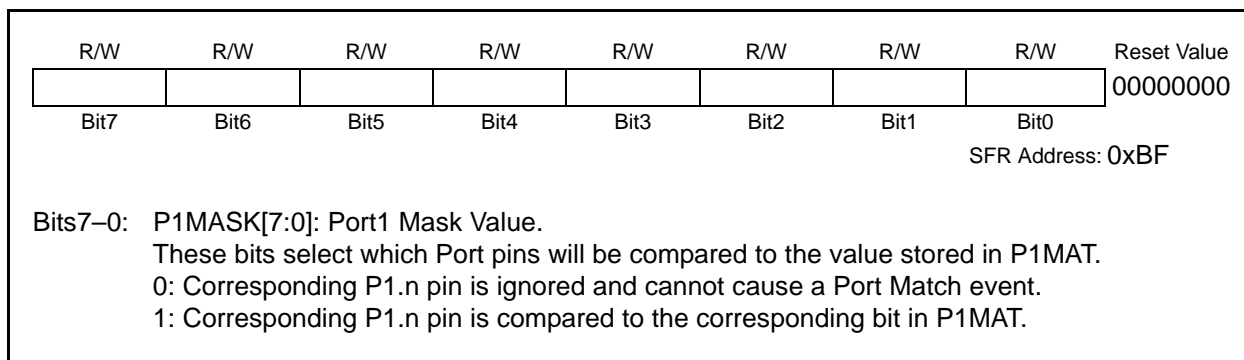 R/W R/W R/W R/W R/W R/W R/W R/W Reset Value
00000000
Bit7 Bit6 Bit5 Bit4 Bit3 Bit2 Bit1 Bit0
SFR Address: 0xBF
Bits7–0: P1MASK[7:0]: Port1 Mask Value.
These bits select which Port pins will be compared to the value stored in P1MAT.
0: Corresponding P1.n pin is ignored and cannot cause a Port Match event.
1: Corresponding P1.n pin is compared to the corresponding bit in P1MAT.